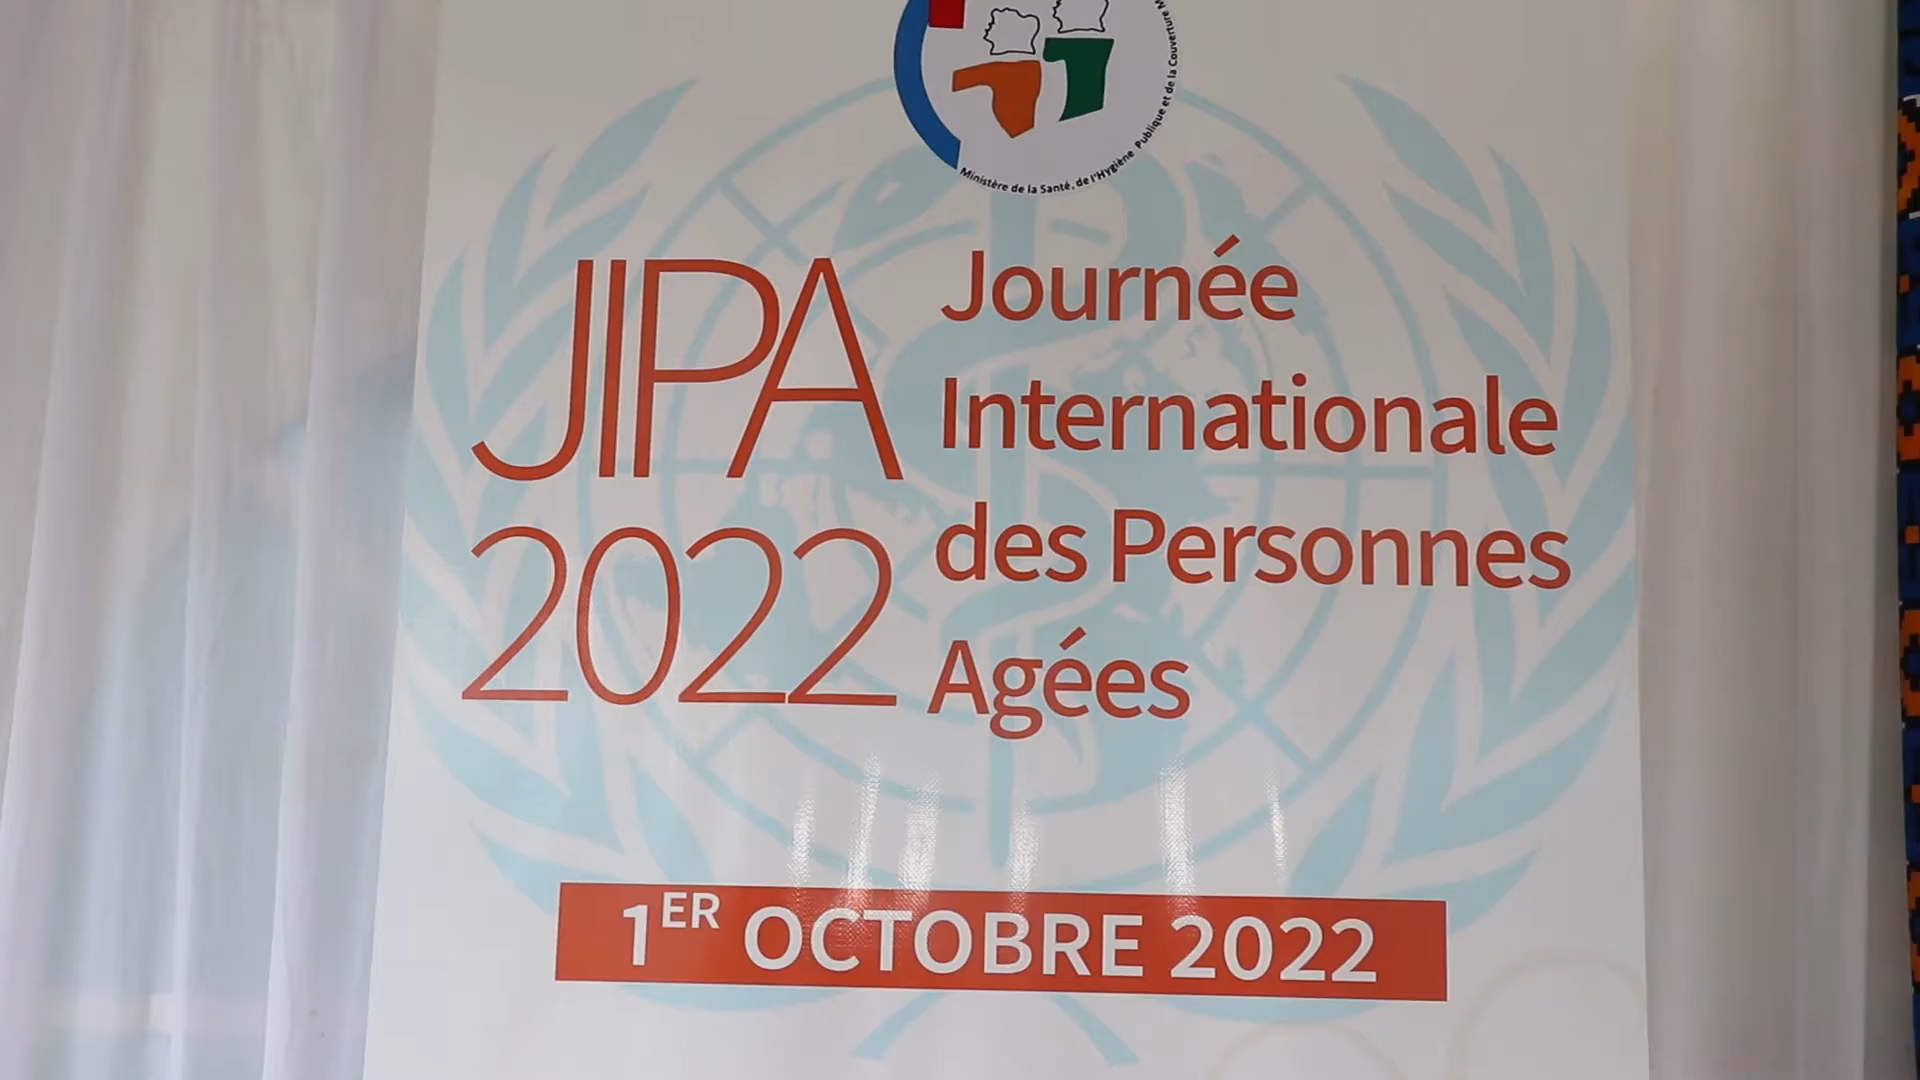 Ministère de la Santé, de l'Hygiène Publique et de la Couverture
JIPA
2022
Journée
Internationale
des Personnes
Agées
1ER OCTOBRE 2022